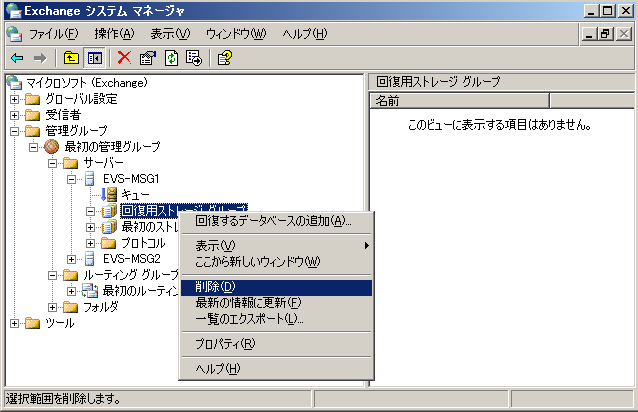 Exchange システム マネージャ
ファイル(F) 操作(A) 表示(V) ウィンドウ(W) ヘルプ(H)
マイクロソフト (Exchange)
グローバル設定
受信者
管理グループ
最初の管理グループ
サーバー
EVS-MSG1
キュー
回復用ストレージ グループ
最初のストレ
プロトコル
EVS-MSG2
ルーティング グルー
最初のルーティン
フォルダ
ツール
回復用ストレージ グループ
名前
このビューに表示する項目はありません。
回復するデータベースの追加(A)...
表示(V)
ここから新しいウィンドウ(W)
削除(D)
最新の情報に更新(F)
一覧のエクスポート(L)...
プロパティ(R)
ヘルプ(H)
選択範囲を削除します。